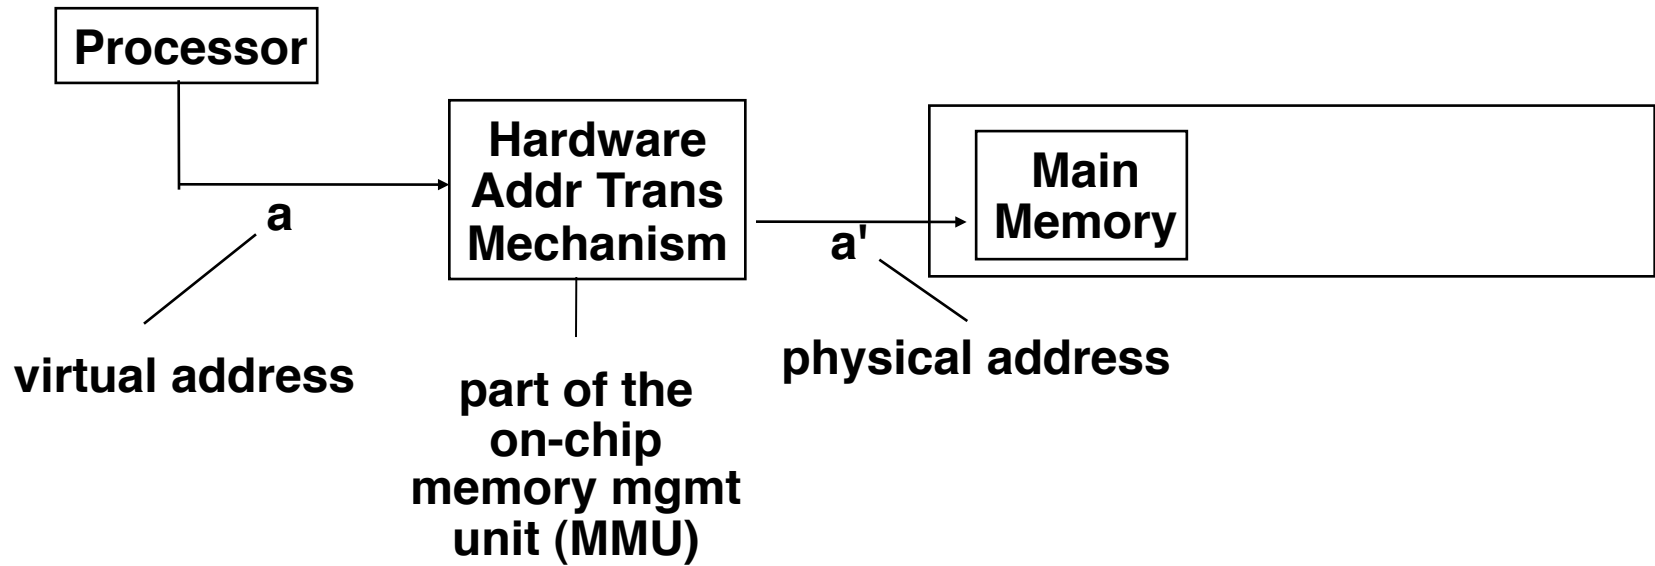 Processor
Hardware
Addr Trans
Mechanism
Main
Memory
a
a'
virtual address
physical address
part of the
on-chip
memory mgmt
unit (MMU)